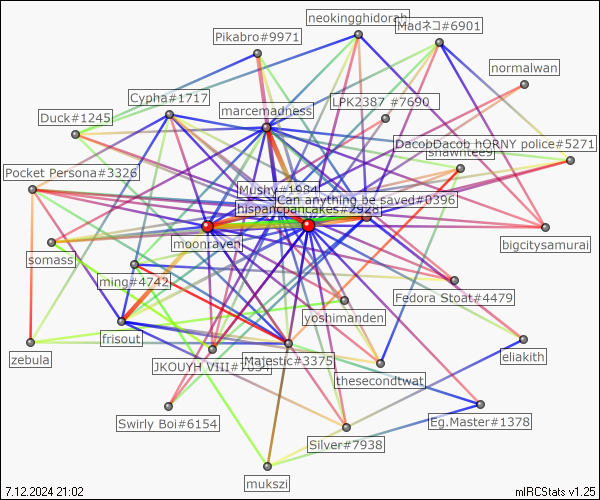 neokingghidorah
Madネコ#6901
Pikabro#9971
normalwan
Cypha#1717
LPK2387 #7690
marcemadness
Duck#1245
DacobDacob hORNY police#5271
shawnee99
Pocket Persona#3326
Mushy#1984
Can anything be saved#0396
hispancpancakes#2928
moonraven
bigcitysamurai
somass
ming#4742
Fedora Stoat#4479
yoshimanden
frisout
eliakith
zebula
JKOUYH VIII#7034
Majestic#3375
thesecondtwat
Swirly Boi#6154
Eg.Master#1378
Silver#7938
mukszi
7.12.2024 21:02
mIRCStats v1.25